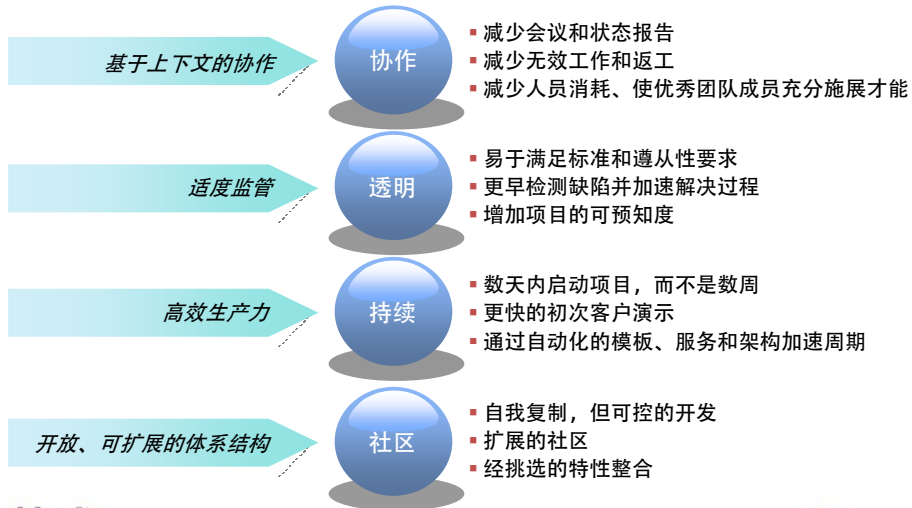 基于上下文的协作
协作
▪ 减少会议和状态报告
▪ 减少无效工作和返工
▪ 减少人员消耗、使优秀团队成员充分施展才能
适度监管
透明
▪ 易于满足标准和遵从性要求
▪ 更早检测缺陷并加速解决过程
▪ 增加项目的可预知度
高效生产力
持续
▪ 数天内启动项目，而不是数周
▪ 更快的初次客户演示
▪ 通过自动化的模板、服务和架构加速周期
开放、可扩展的体系结构
社区
▪ 自我复制，但可控的开发
▪ 扩展的社区
▪ 经挑选的特性整合